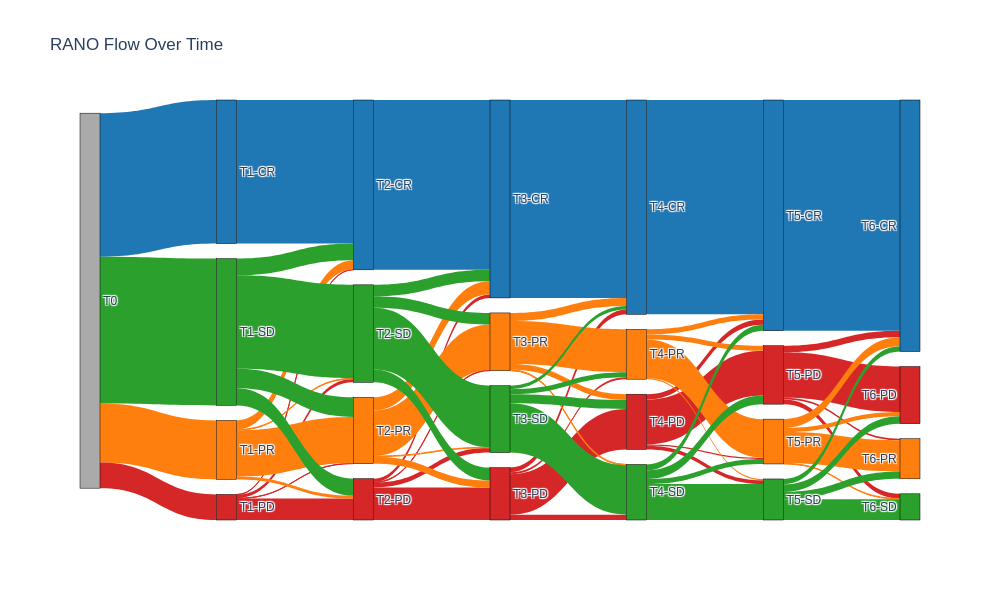 RANO Flow Over Time
T0
T1-CR
T1-SD
T1-PR
T1-PD
T2-CR
T2-SD
T2-PR
T2-PD
T3-CR
T3-PR
T3-SD
T3-PD
T4-CR
T4-PR
T4-PD
T4-SD
T5-CR
T5-PD
T5-PR
T5-SD
T6-CR
T6-PD
T6-PR
T6-SD